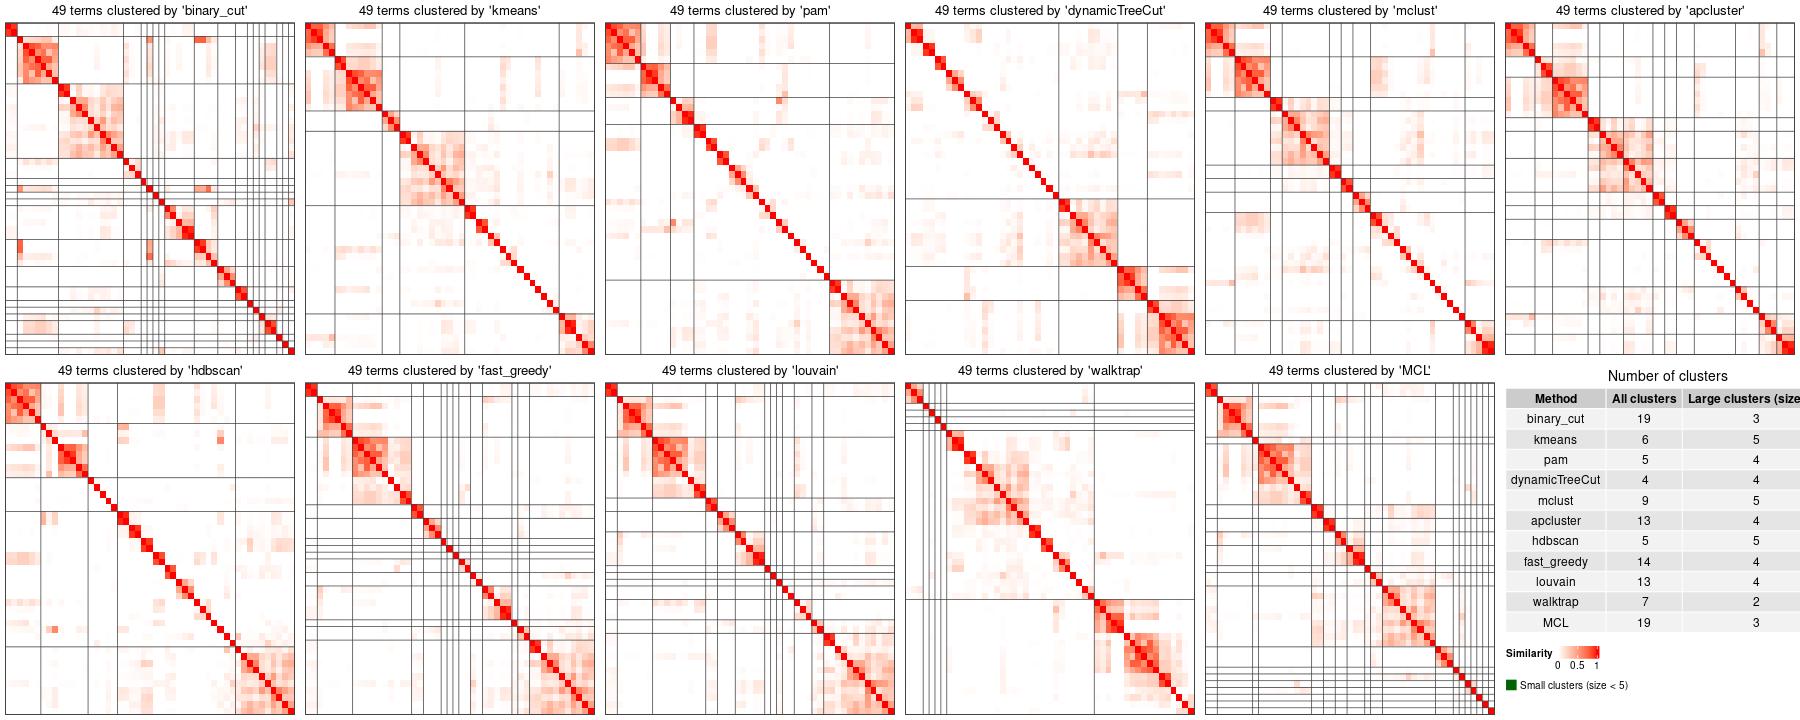 49 terms clustered by 'binary_cut'
49 terms clustered by 'kmeans'
49 terms clustered by 'pam'
49 terms clustered by 'dynamicTreeCut'
49 terms clustered by 'mclust'
49 terms clustered by 'apcluster'
49 terms clustered by 'hdbscan'
49 terms clustered by 'fast_greedy'
49 terms clustered by 'louvain'
49 terms clustered by 'walktrap'
49 terms clustered by 'MCL'
Number of clusters
Method All clusters Large clusters (size
binary_cut 19 3
kmeans 6 5
pam 5 4
dynamicTreeCut 4 4
mclust 9 5
apcluster 13 4
hdbscan 5 5
fast_greedy 14 4
louvain 13 4
walktrap 7 2
MCL 19 3
Similarity
0 0.5 1
Small clusters (size < 5)